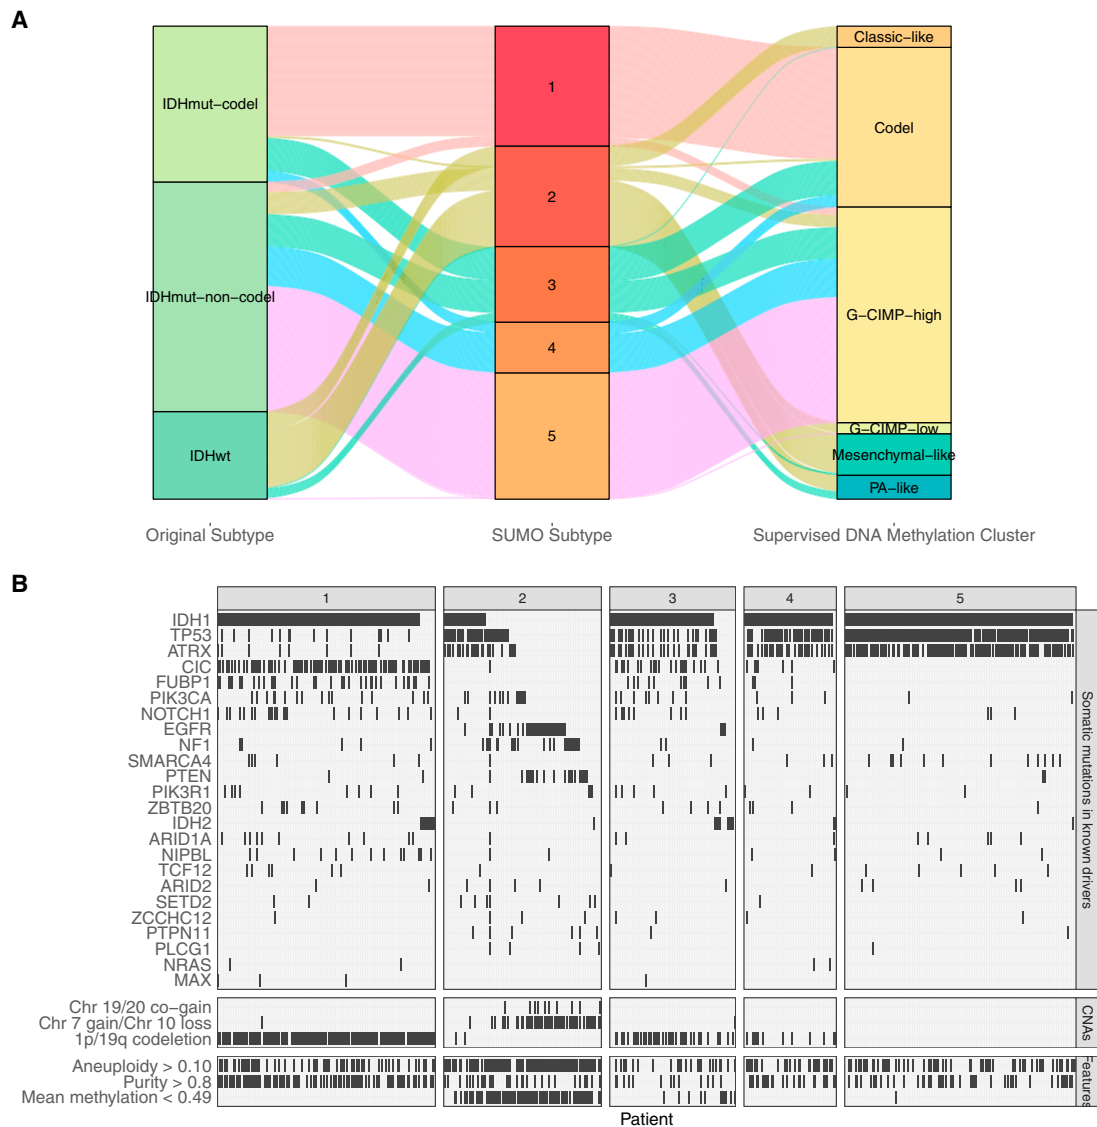 A
IDHmut−codel
IDHmut−non−codel
IDHwt
1
2
3
4
5
Classic−like
Codel
G−CIMP−high
G−CIMP−low
Mesenchymal−like
PA−like
Original Subtype
SUMO Subtype
Supervised DNA Methylation Cluster
B
1
2
3
4
5
IDH1
TP53
ATRX
CIC
FUBP1
PIK3CA
NOTCH1
EGFR
NF1
SMARCA4
PTEN
PIK3R1
ZBTB20
IDH2
ARID1A
NIPBL
TCF12
ARID2
SETD2
ZCCHC12
PTPN11
PLCG1
NRAS
MAX
Somatic mutations in known drivers
Chr 19/20 co−gain
Chr 7 gain/Chr 10 loss
1p/19q codeletion
CNAs
Aneuploidy > 0.10
Purity > 0.8
Mean methylation < 0.49
Features
Patient